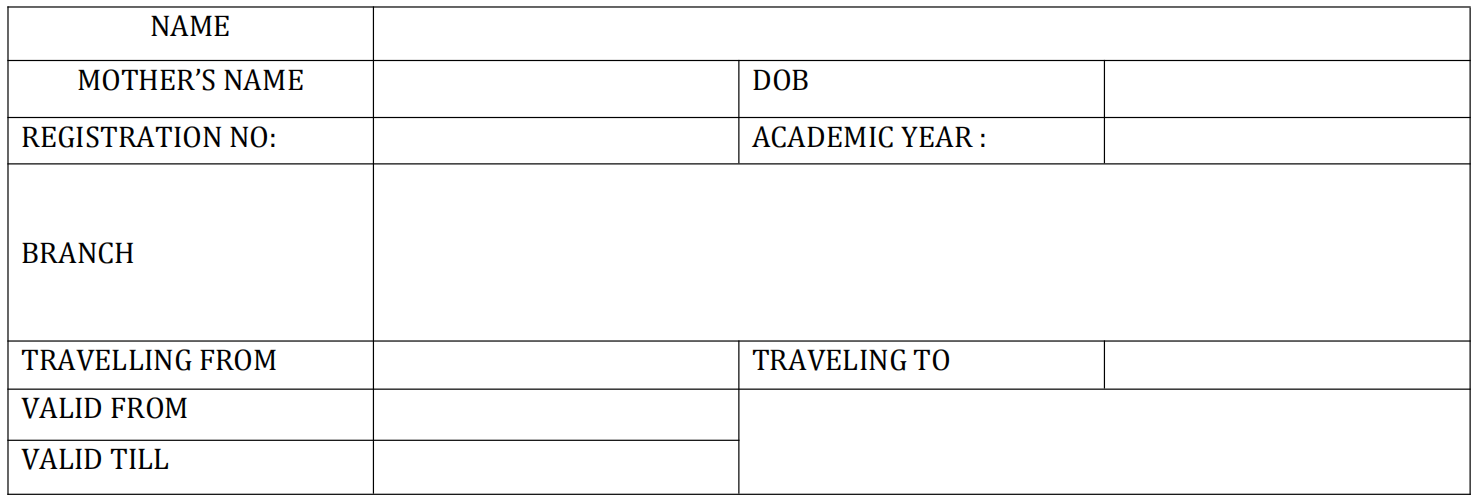 NAME
MOTHER’S NAME DOB
REGISTRATION NO: ACADEMIC YEAR :
BRANCH
TRAVELLING FROM TRAVELING TO
VALID FROM
VALID TILL